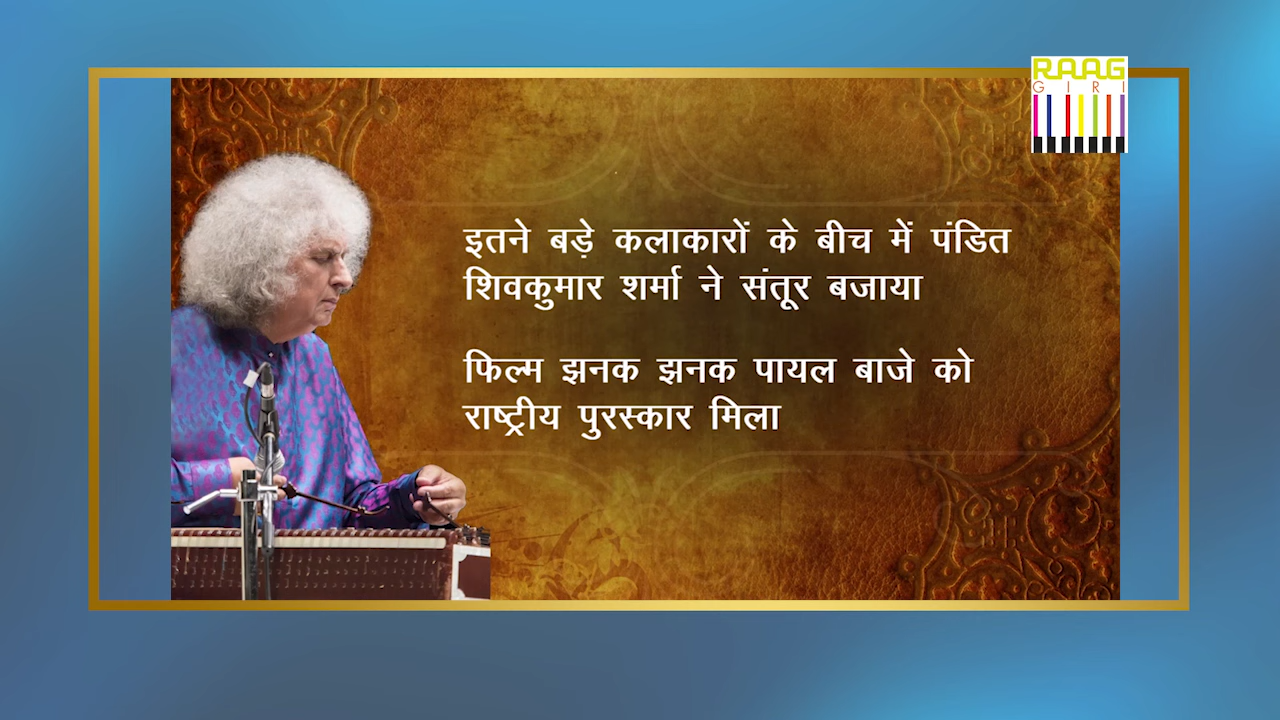 RAAG
GIRI
इतने बड़े कलाकारों के बीच में पंडित
शिवकुमार शर्मा ने संतूर बजाया
फिल्म झनक झनक पायल बाजे को
राष्ट्रीय पुरस्कार मिला